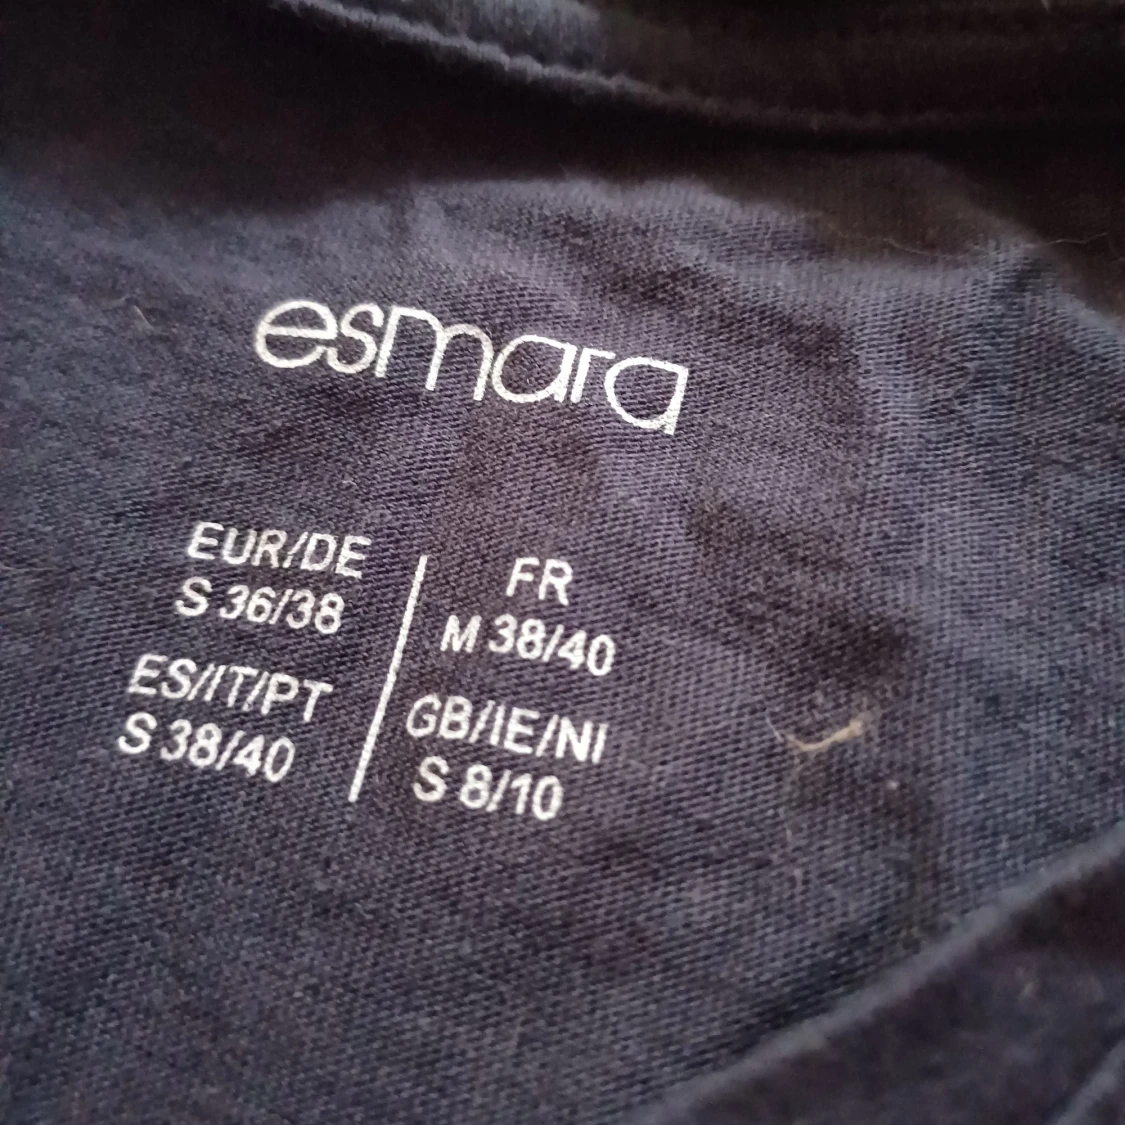 esmara
EUR/DE
S 36/38
ES/IT/PT
S 38/40
FR
M 38/40
GB/IE/NI
S 8/10